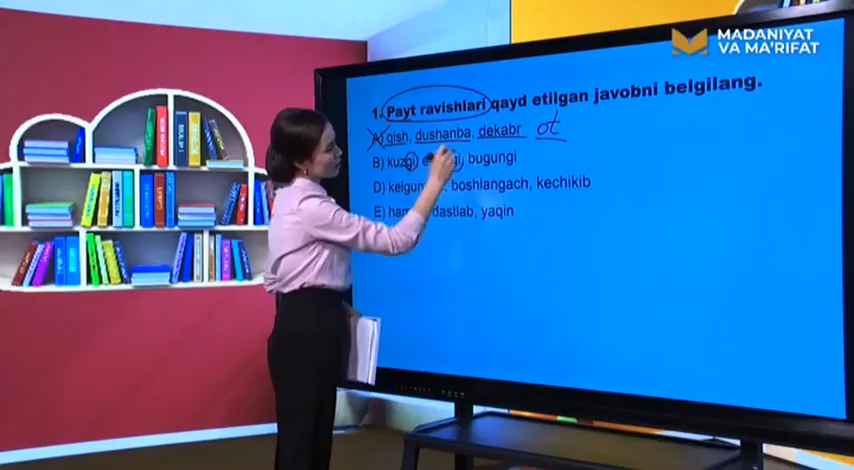 MADANIYAT
VA MA'RIFAT
1. Payt ravishlari qayd etilgan javobni belgilang.
A) qish, dushanba, dekabr ot
B) kuzgi, bugungi
D) boshlangach, kechikib
E) dastlab, yaqin